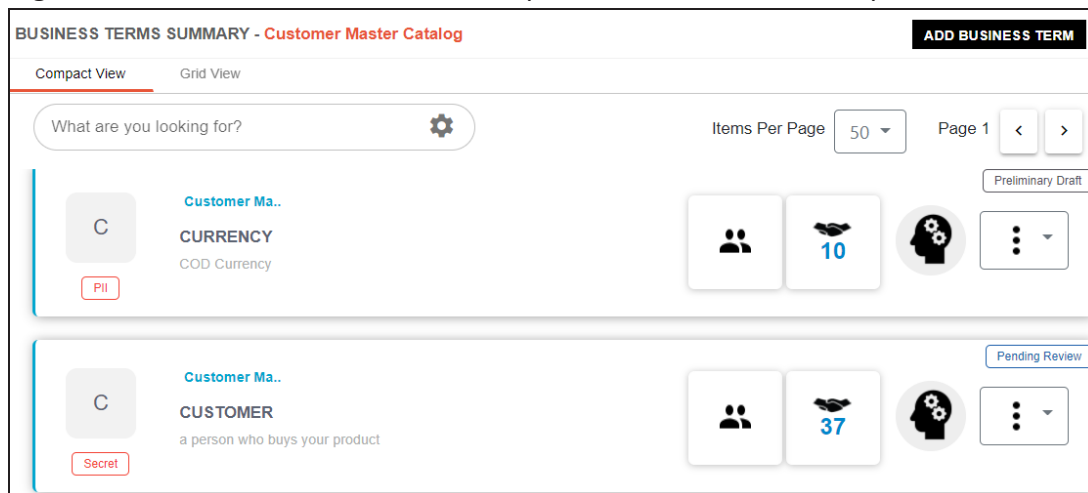 BUSINESS TERMS SUMMARY - Customer Master Catalog
ADD BUSINESS TERM
Compact View Grid View
What are you looking for?
Items Per Page 50 Page 1 < >
Preliminary Draft
Customer Ma..
C
CURRENCY
10
COD Currency
PII
Pending Review
Customer Ma..
C
CUSTOMER
37
a person who buys your product
Secret